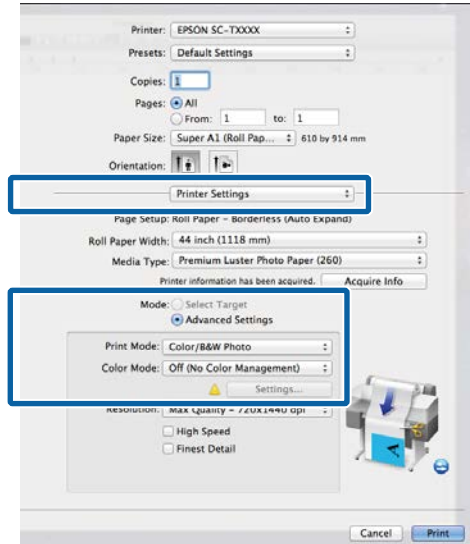 Printer: EPSON SC-TXXXX
Presets: Default Settings
Copies: 1
Pages: All
From: 1 to: 1
Paper Size: Super A1 (Roll Pap... 610 by 914 mm
Orientation:
Printer Settings
Page Setup: Roll Paper - Borderless (Auto Expand)
Roll Paper Width: 44 inch (1118 mm)
Media Type: Premium Luster Photo Paper (260)
Printer information has been acquired. Acquire Info
Mode: Select Target
Advanced Settings
Print Mode: Color/B&W Photo
Color Mode: Off (No Color Management)
Settings...
Resolution: Max Quality - 720x1440 dpi
High Speed
Finest Detail
A
Cancel Print